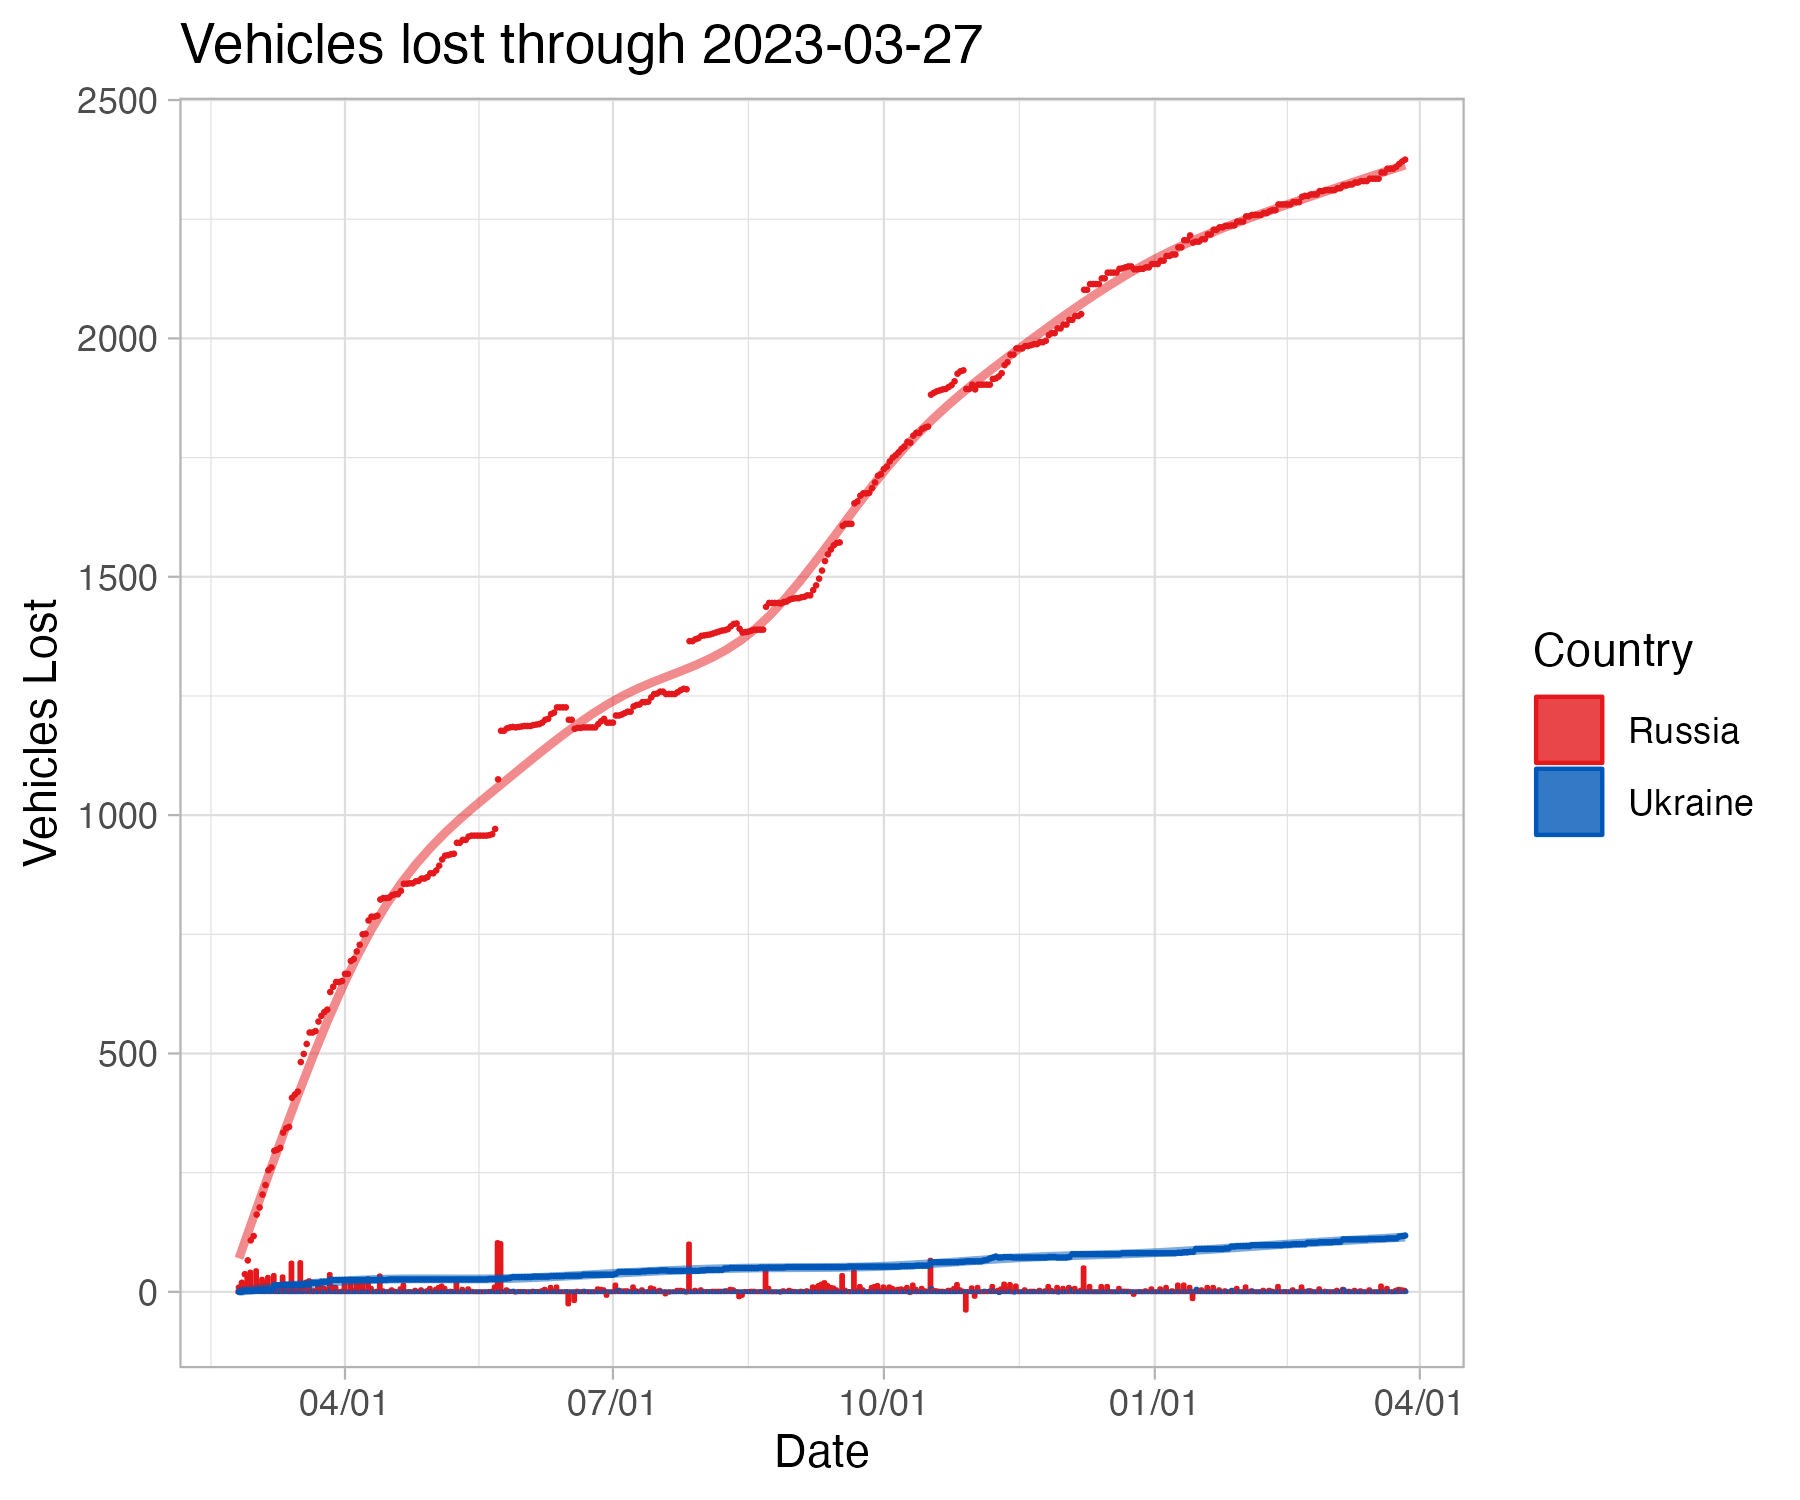 Vehicles lost through 2023-03-27
Vehicles Lost
2500
2000
1500
1000
500
0
04/01
07/01
10/01
01/01
04/01
Date
Country
Russia
Ukraine